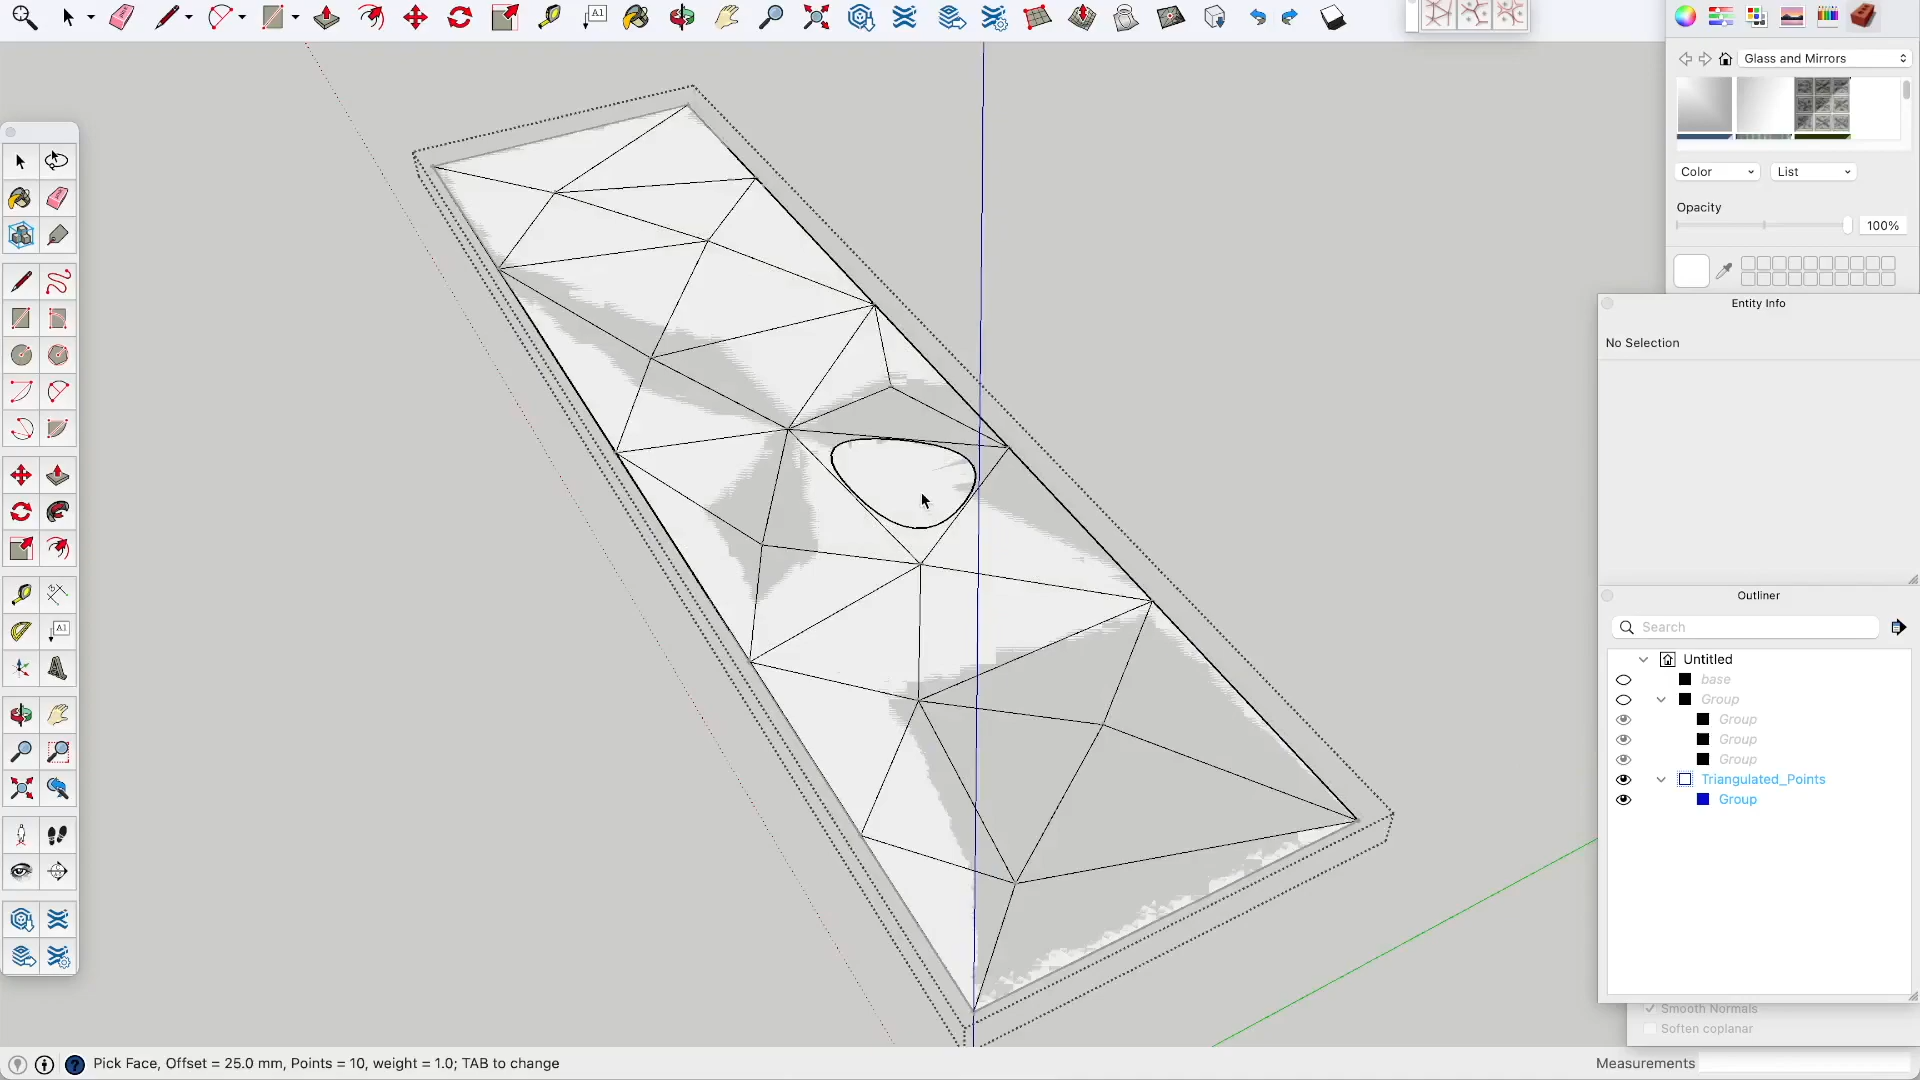 A1
Glass and Mirrors
Color
List
Opacity
100%
Entity Info
No Selection
A1
Outliner
Search
Untitled
base
Group
Group
Group
Group
Triangulated_Points
Group
Smooth Normals
Soften coplanar
Pick Face, Offset = 25.0 mm, Points = 10, weight = 1.0; TAB to change
Measurements